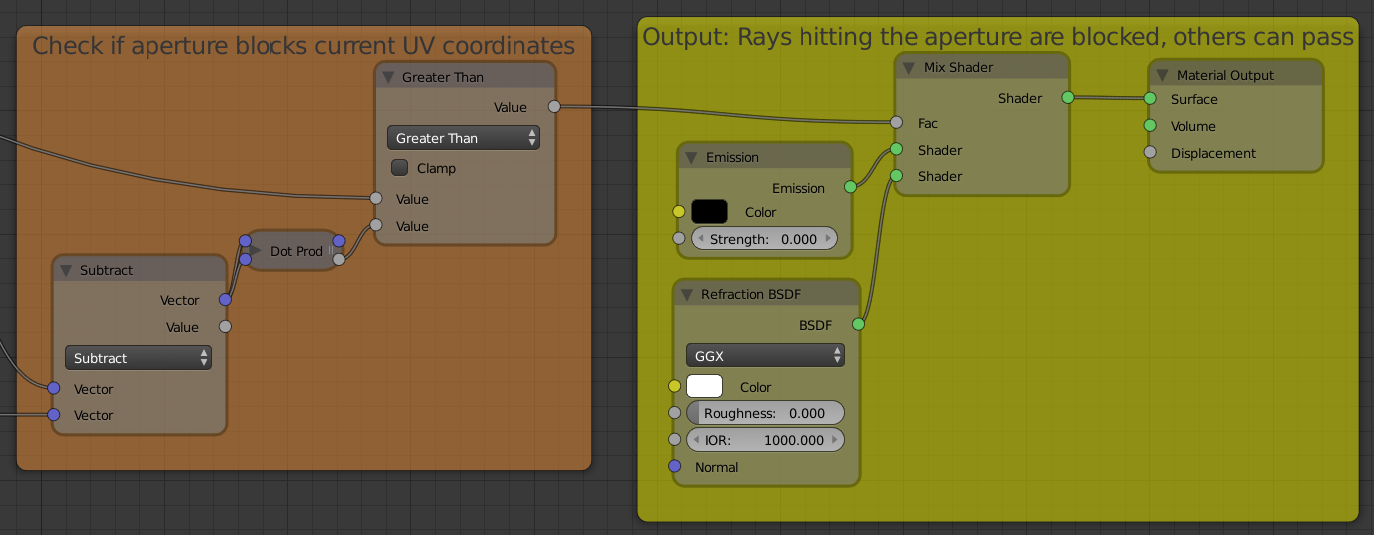 Check if aperture blocks current UV coordinates
Greater Than
Value
Greater Than
Clamp
Value
Value
Dot Prod
Subtract
Vector
Value
Subtract
Vector
Vector
Output: Rays hitting the aperture are blocked, others can pass
Mix Shader
Shader
Fac
Shader
Shader
Material Output
Surface
Volume
Displacement
Emission
Emission
Color
Strength: 0.000
Refraction BSDF
BSDF
GGX
Color
Roughness: 0.000
IOR: 1000.000
Normal